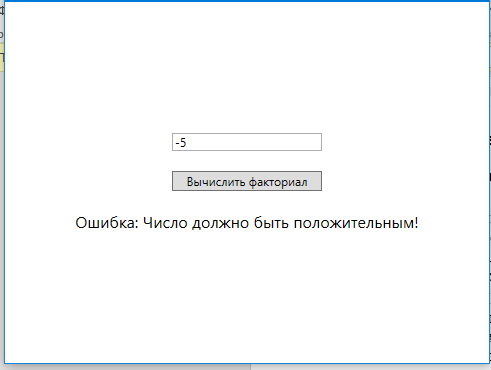 -5
Вычислить факториал
Ошибка: Число должно быть положительным!